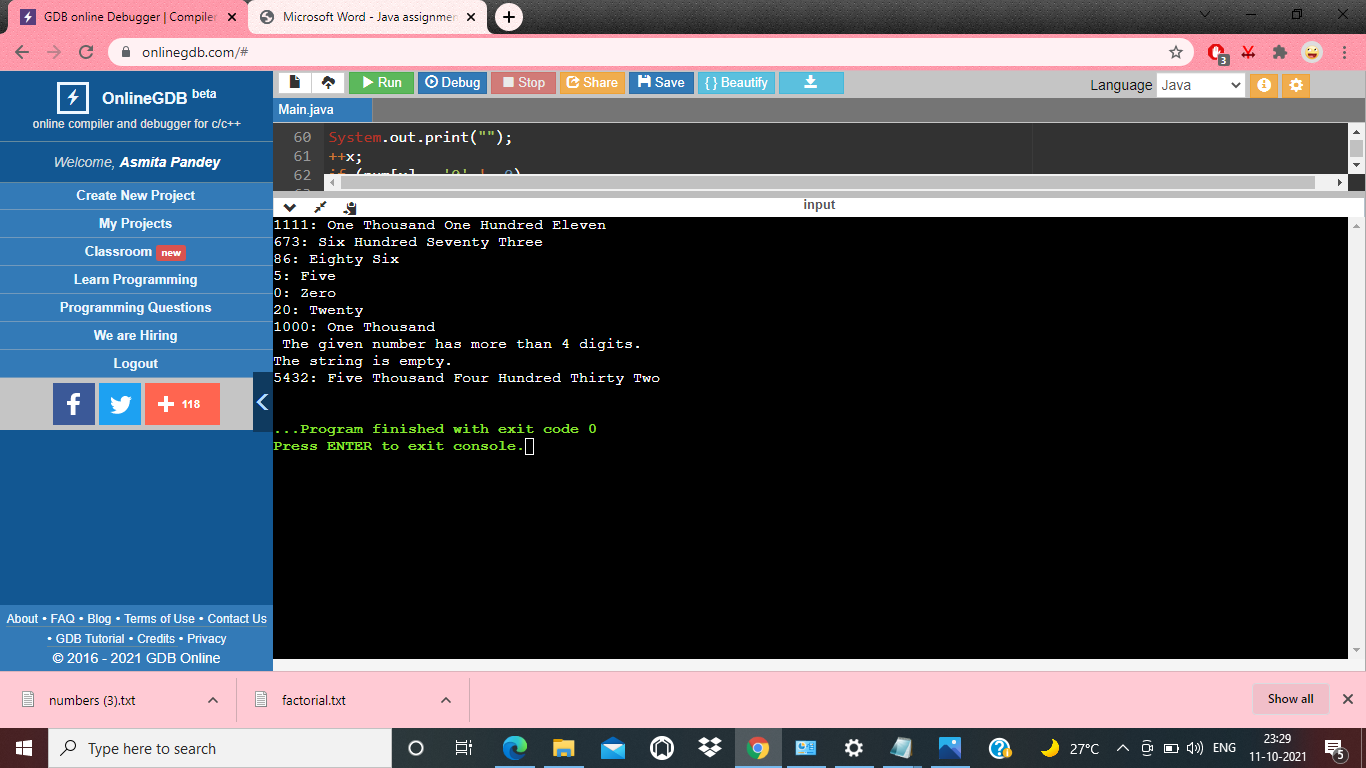 GDB online Debugger | Compiler
Microsoft Word - Java assignmen
onlinegdb.com/#
3
OnlineGDB beta
online compiler and debugger for c/c++
Welcome, Asmita Pandey
Create New Project
My Projects
Classroom new
Learn Programming
Programming Questions
We are Hiring
Logout
118
About • FAQ • Blog • Terms of Use • Contact Us
• GDB Tutorial • Credits • Privacy
© 2016 - 2021 GDB Online
Run Debug Stop Share Save { } Beautify
Language Java
Main.java
60 System.out.print("");
61 ++x;
62
input
1111: One Thousand One Hundred Eleven
673: Six Hundred Seventy Three
86: Eighty Six
5: Five
0: Zero
20: Twenty
1000: One Thousand
The given number has more than 4 digits.
The string is empty.
5432: Five Thousand Four Hundred Thirty Two
...Program finished with exit code 0
Press ENTER to exit console.
numbers (3).txt
factorial.txt
Show all
Type here to search
27°C
ENG
23:29
11-10-2021
5